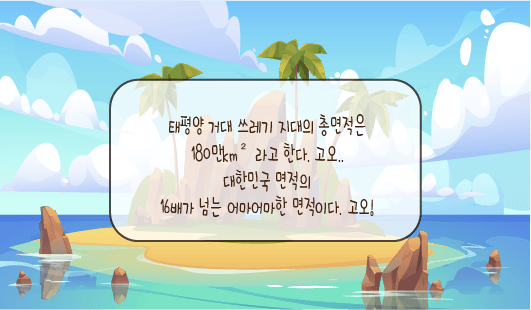 태평양 거대 쓰레기 지대의 총면적은
180만km² 라고 한다. 고오..
대한민국 면적의
16배가 넘는 어마어마한 면적이다. 고오!